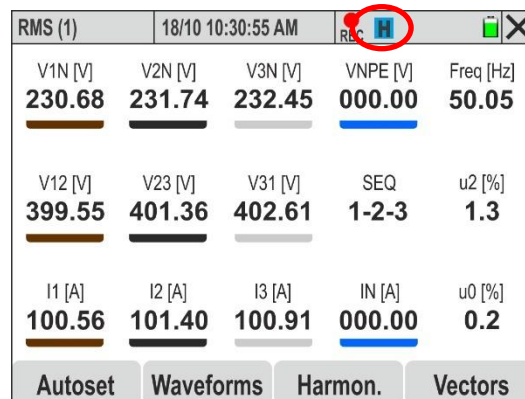 RMS (1) 18/10 10:30:55 AM REC H X
V1N [V] V2N [V] V3N [V] VNPE [V] Freq [Hz]
230.68 231.74 232.45 000.00 50.05
V12 [V] V23 [V] V31 [V] SEQ u2 [%]
399.55 401.36 402.61 1-2-3 1.3
I1 [A] I2 [A] I3 [A] IN [A] u0 [%]
100.56 101.40 100.91 000.00 0.2
Autoset Waveforms Harmon. Vectors